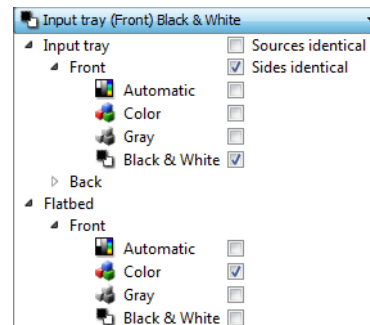 Input tray (Front) Black & White
Input tray Sources identical
Front Sides identical
Automatic
Color
Gray
Black & White
Back
Flatbed
Front
Automatic
Color
Gray
Black & White